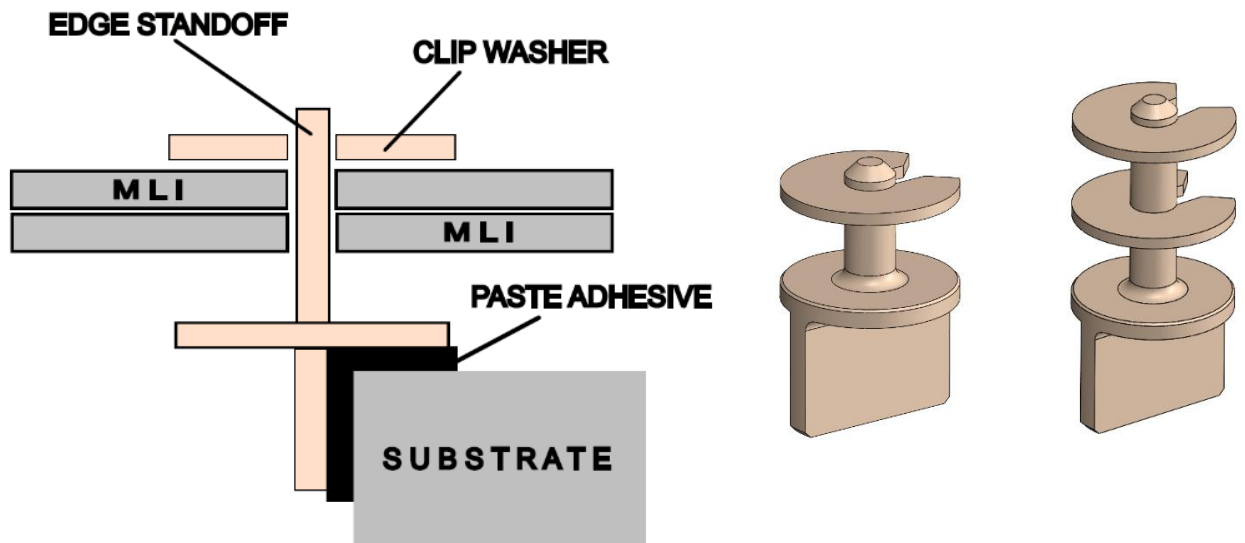 EDGE STANDOFF
CLIP WASHER
MLI
MLI
PASTE ADHESIVE
SUBSTRATE